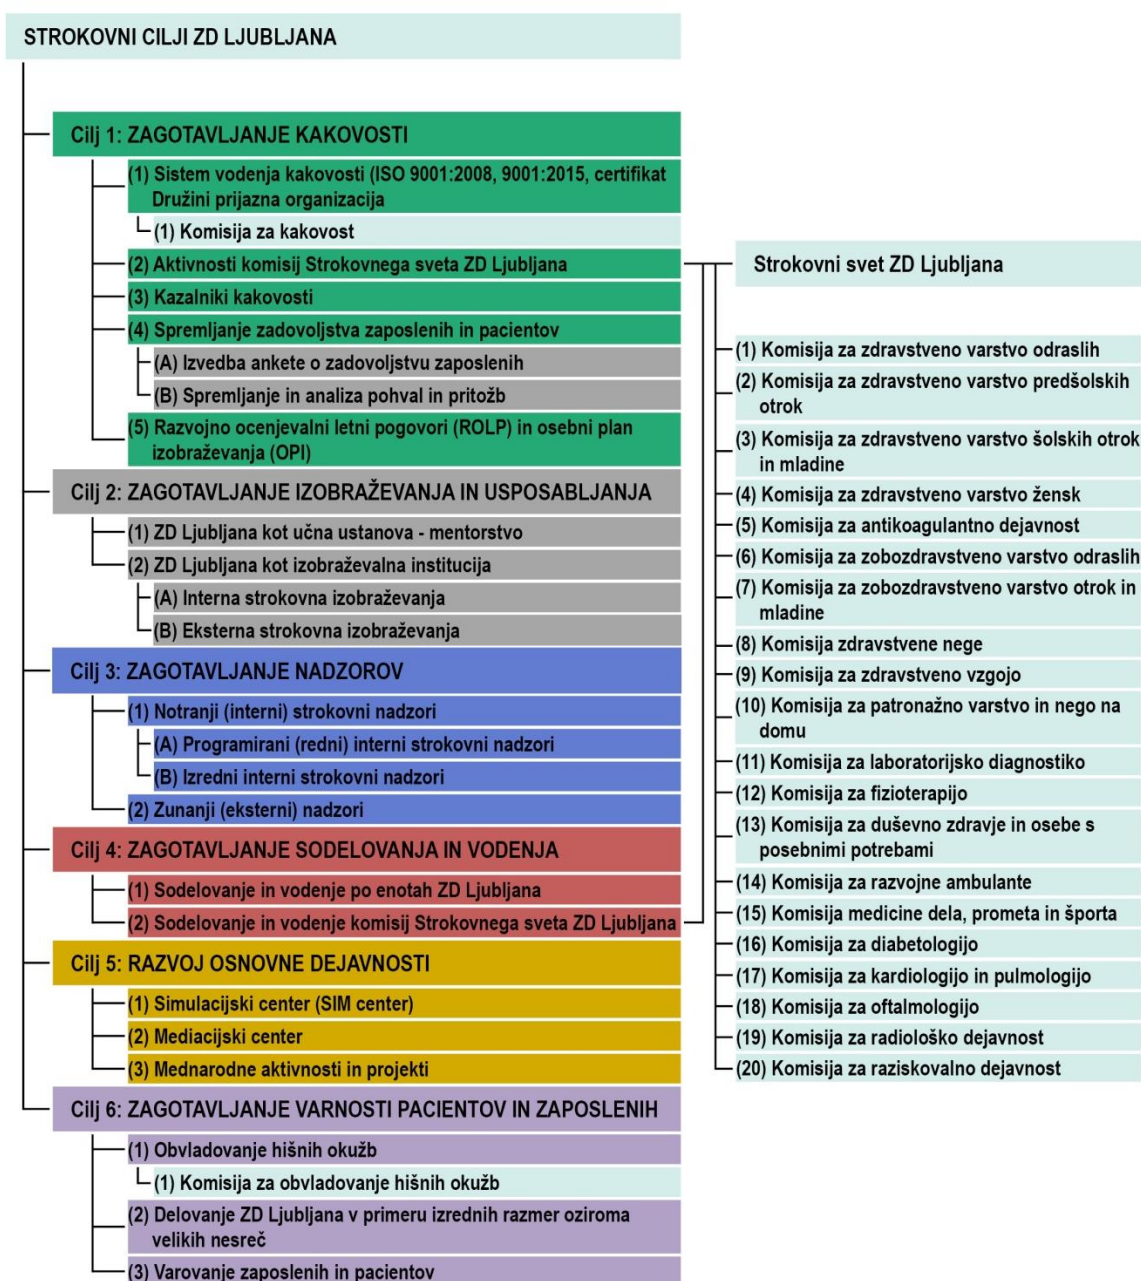 STROKOVNI CILJI ZD LJUBLJANA
Cilj 1: ZAGOTAVLJANJE KAKOVOSTI
(1) Sistem vodenja kakovosti (ISO 9001:2008, 9001:2015, certifikat
Družini prijazna organizacija
(1) Komisija za kakovost
(2) Aktivnosti komisij Strokovnega sveta ZD Ljubljana
(3) Kazalniki kakovosti
(4) Spremljanje zadovoljstva zaposlenih in pacientov
(A) Izvedba ankete o zadovoljstvu zaposlenih
(B) Spremljanje in analiza pohval in pritožb
(5) Razvojno ocenjevalni letni pogovori (ROLP) in osebni plan
izobraževanja (OPI)
Cilj 2: ZAGOTAVLJANJE IZOBRAŽEVANJA IN USPOSABLJANJA
(1) ZD Ljubljana kot učna ustanova - mentorstvo
(2) ZD Ljubljana kot izobraževalna institucija
(A) Interna strokovna izobraževanja
(B) Eksterna strokovna izobraževanja
Cilj 3: ZAGOTAVLJANJE NADZOROV
(1) Notranji (interni) strokovni nadzori
(A) Programirani (redni) interni strokovni nadzori
(B) Izredni interni strokovni nadzori
(2) Zunanji (eksterni) nadzori
Cilj 4: ZAGOTAVLJANJE SODELOVANJA IN VODENJA
(1) Sodelovanje in vodenje po enotah ZD Ljubljana
(2) Sodelovanje in vodenje komisij Strokovnega sveta ZD Ljubljana
Cilj 5: RAZVOJ OSNOVNE DEJAVNOSTI
(1) Simulacijski center (SIM center)
(2) Mediacijski center
(3) Mednarodne aktivnosti in projekti
Cilj 6: ZAGOTAVLJANJE VARNOSTI PACIENTOV IN ZAPOSLENIH
(1) Obvladovanje hišnih okužb
(1) Komisija za obvladovanje hišnih okužb
(2) Delovanje ZD Ljubljana v primeru izrednih razmer oziroma
velikih nesreč
(3) Varovanje zaposlenih in pacientov
Strokovni svet ZD Ljubljana
(1) Komisija za zdravstveno varstvo odraslih
(2) Komisija za zdravstveno varstvo predšolskih
otrok
(3) Komisija za zdravstveno varstvo šolskih otrok
in mladine
(4) Komisija za zdravstveno varstvo žensk
(5) Komisija za antikoagulantno dejavnost
(6) Komisija za zobozdravstveno varstvo odraslih
(7) Komisija za zobozdravstveno varstvo otrok in
mladine
(8) Komisija zdravstvene nege
(9) Komisija za zdravstveno vzgojo
(10) Komisija za patronažno varstvo in nego na
domu
(11) Komisija za laboratorijsko diagnostiko
(12) Komisija za fizioterapijo
(13) Komisija za duševno zdravje in osebe s
posebnimi potrebami
(14) Komisija za razvojne ambulante
(15) Komisija medicine dela, prometa in športa
(16) Komisija za diabetologijo
(17) Komisija za kardiologijo in pulmologijo
(18) Komisija za oftalmologijo
(19) Komisija za radiološko dejavnost
(20) Komisija za raziskovalno dejavnost